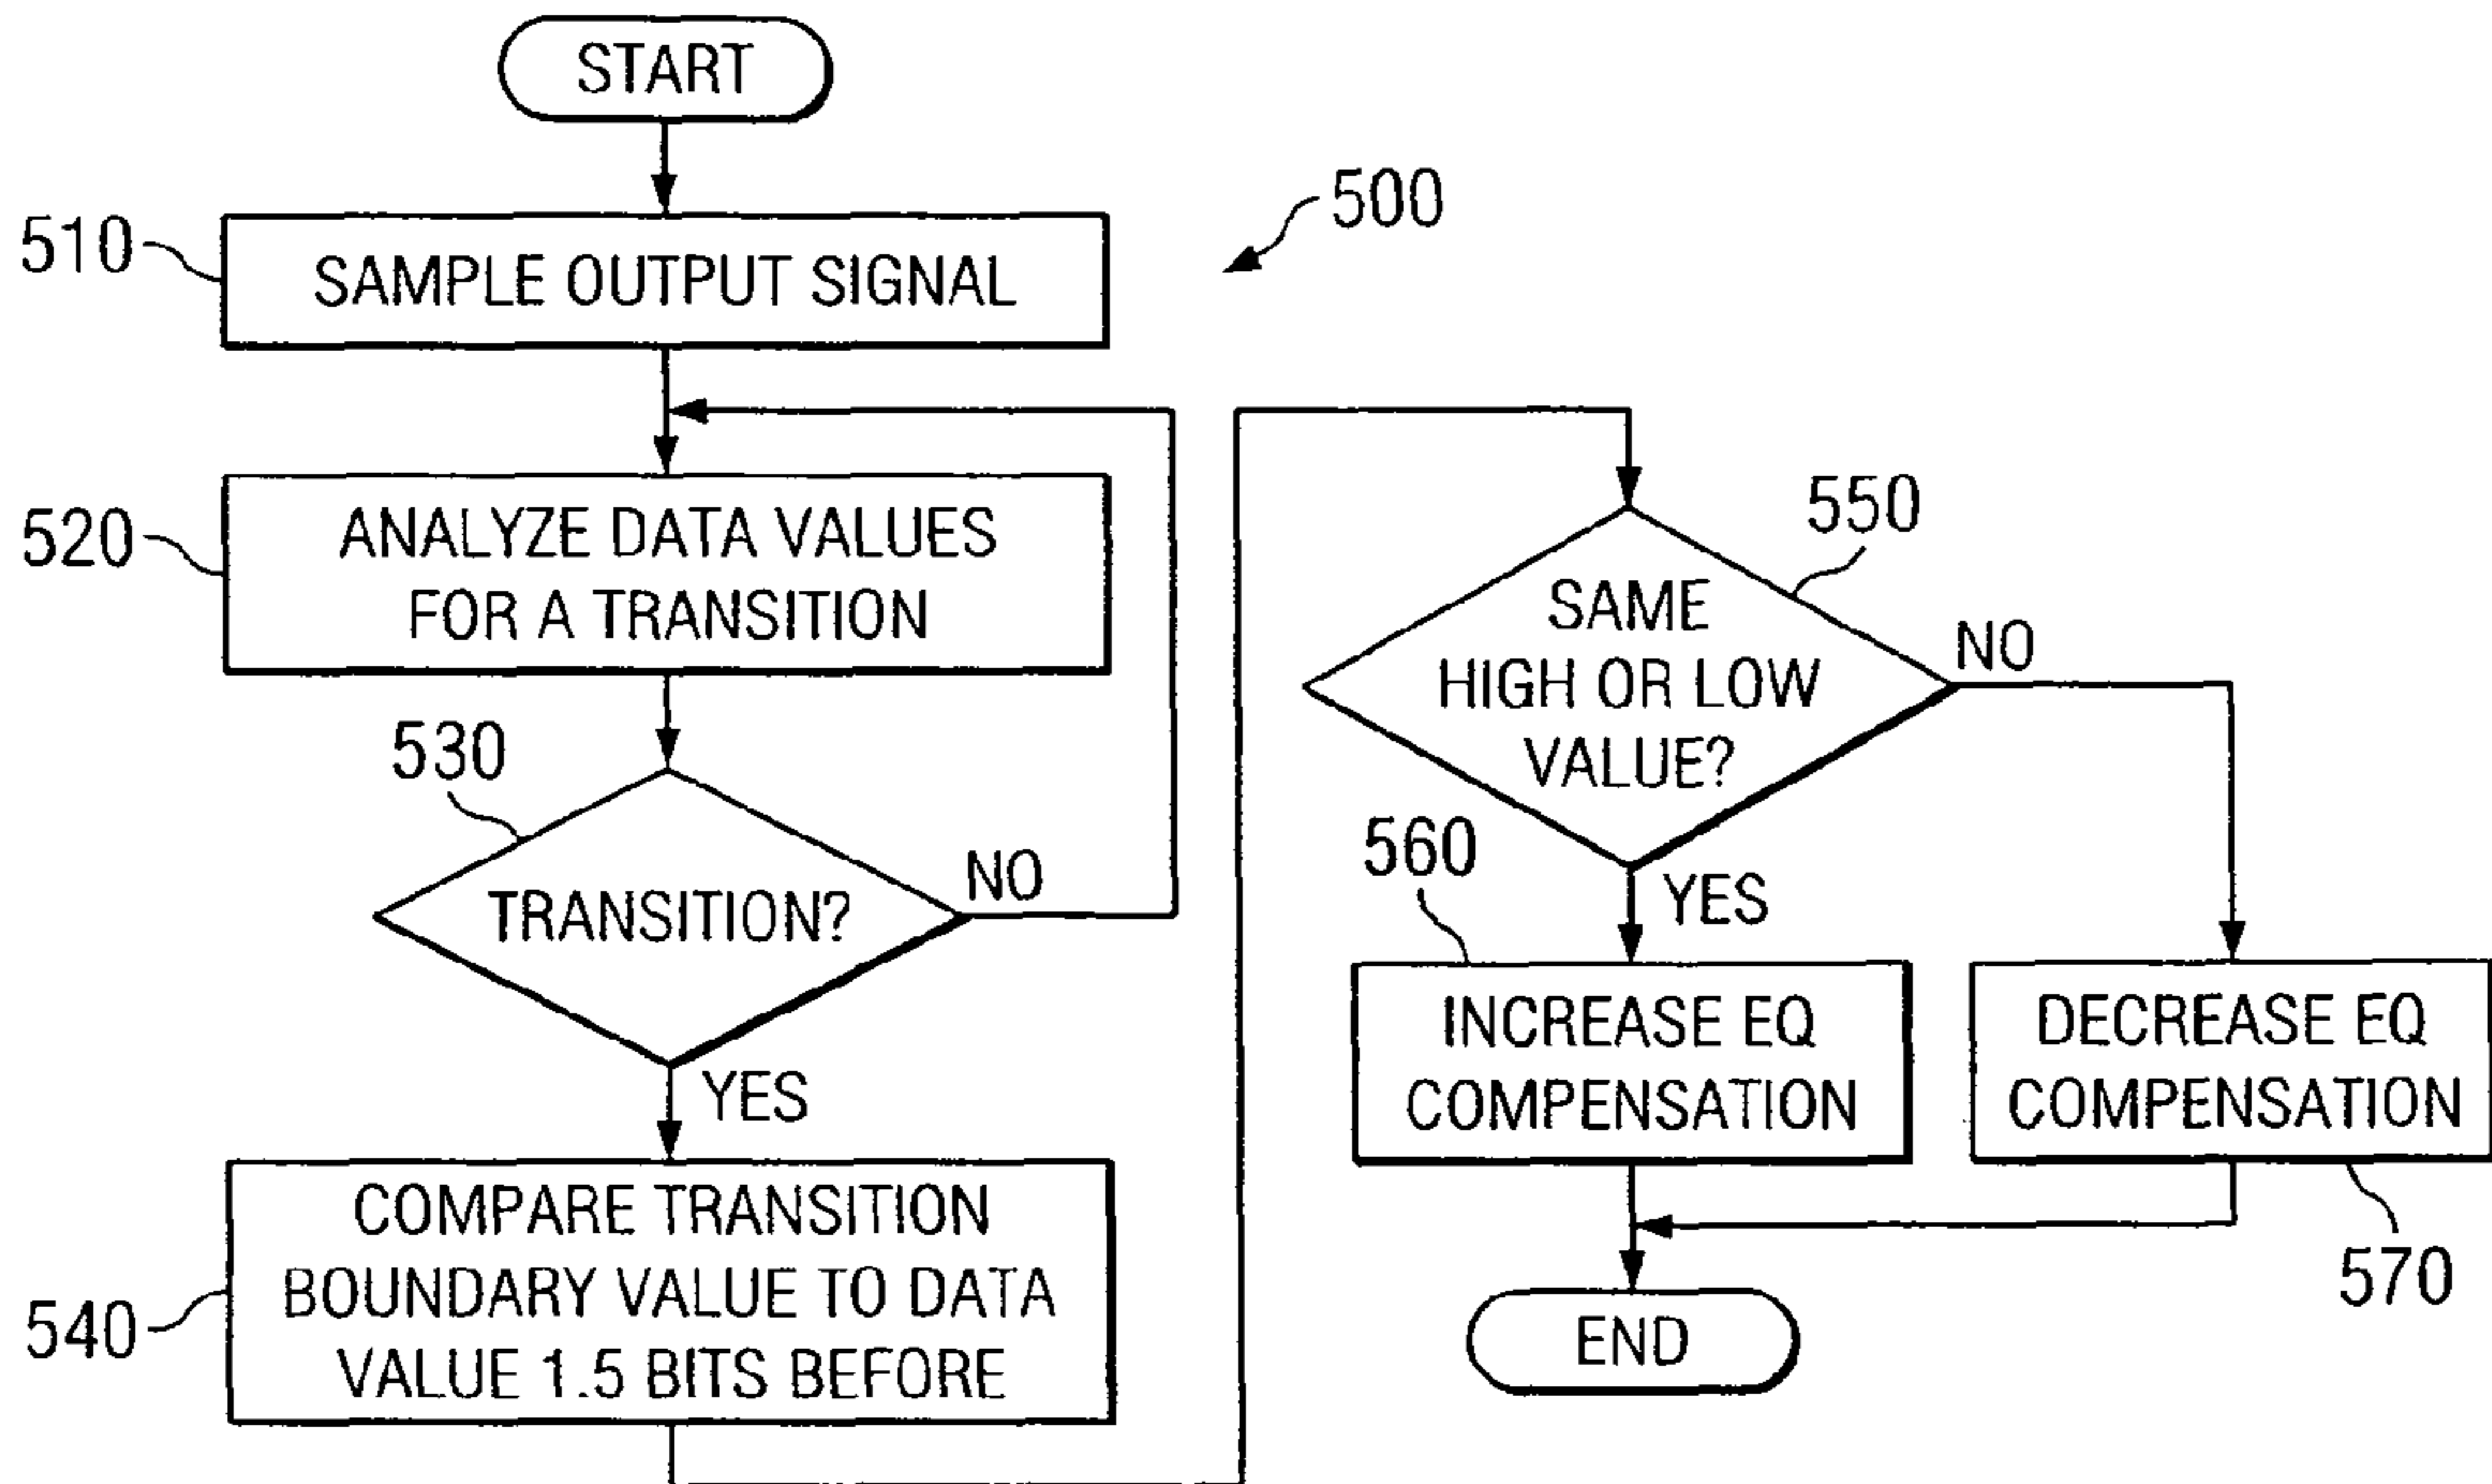 START
500
510
SAMPLE OUTPUT SIGNAL
520
ANALYZE DATA VALUES
FOR A TRANSITION
530
TRANSITION?
NO
YES
540
COMPARE TRANSITION
BOUNDARY VALUE TO DATA
VALUE 1.5 BITS BEFORE
550
SAME
HIGH OR LOW
VALUE?
NO
YES
560
INCREASE EQ
COMPENSATION
DECREASE EQ
COMPENSATION
570
END